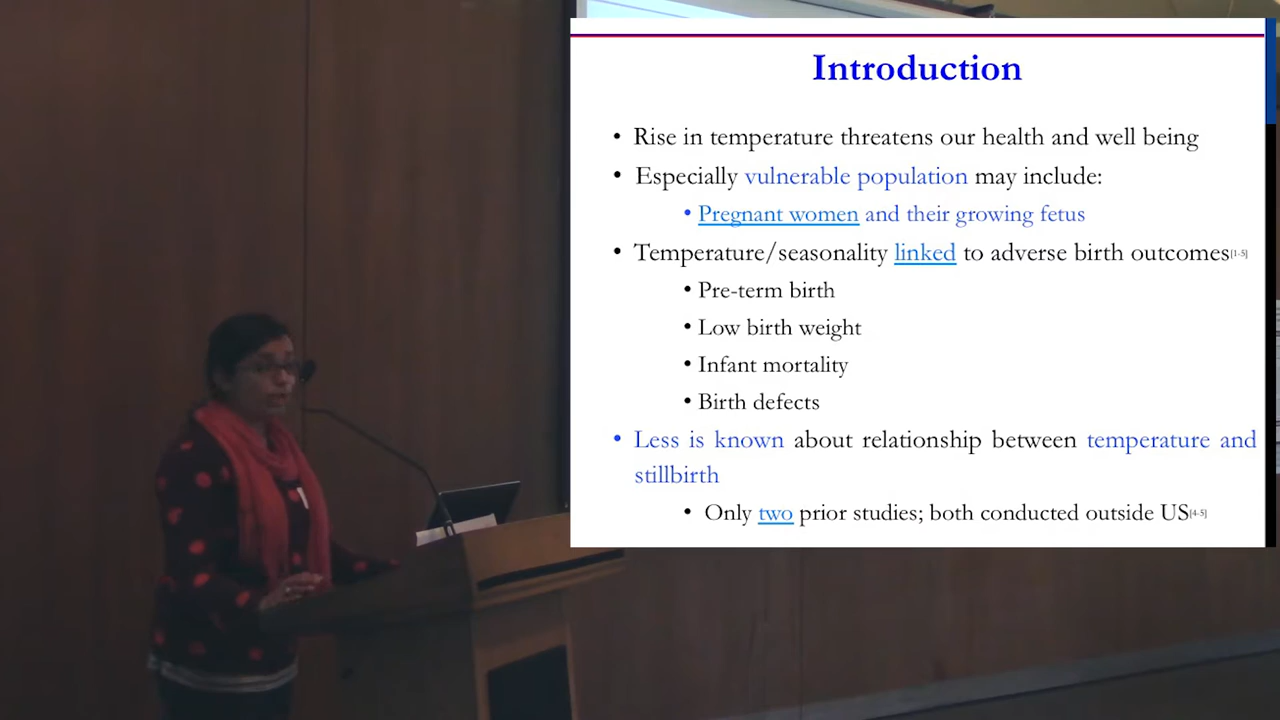 Introduction
• Rise in temperature threatens our health and well being
• Especially vulnerable population may include:
• Pregnant women and their growing fetus
• Temperature/seasonality linked to adverse birth outcomes[1-5]
• Pre-term birth
• Low birth weight
• Infant mortality
• Birth defects
• Less is known about relationship between temperature and
stillbirth
• Only two prior studies; both conducted outside US[4-5]